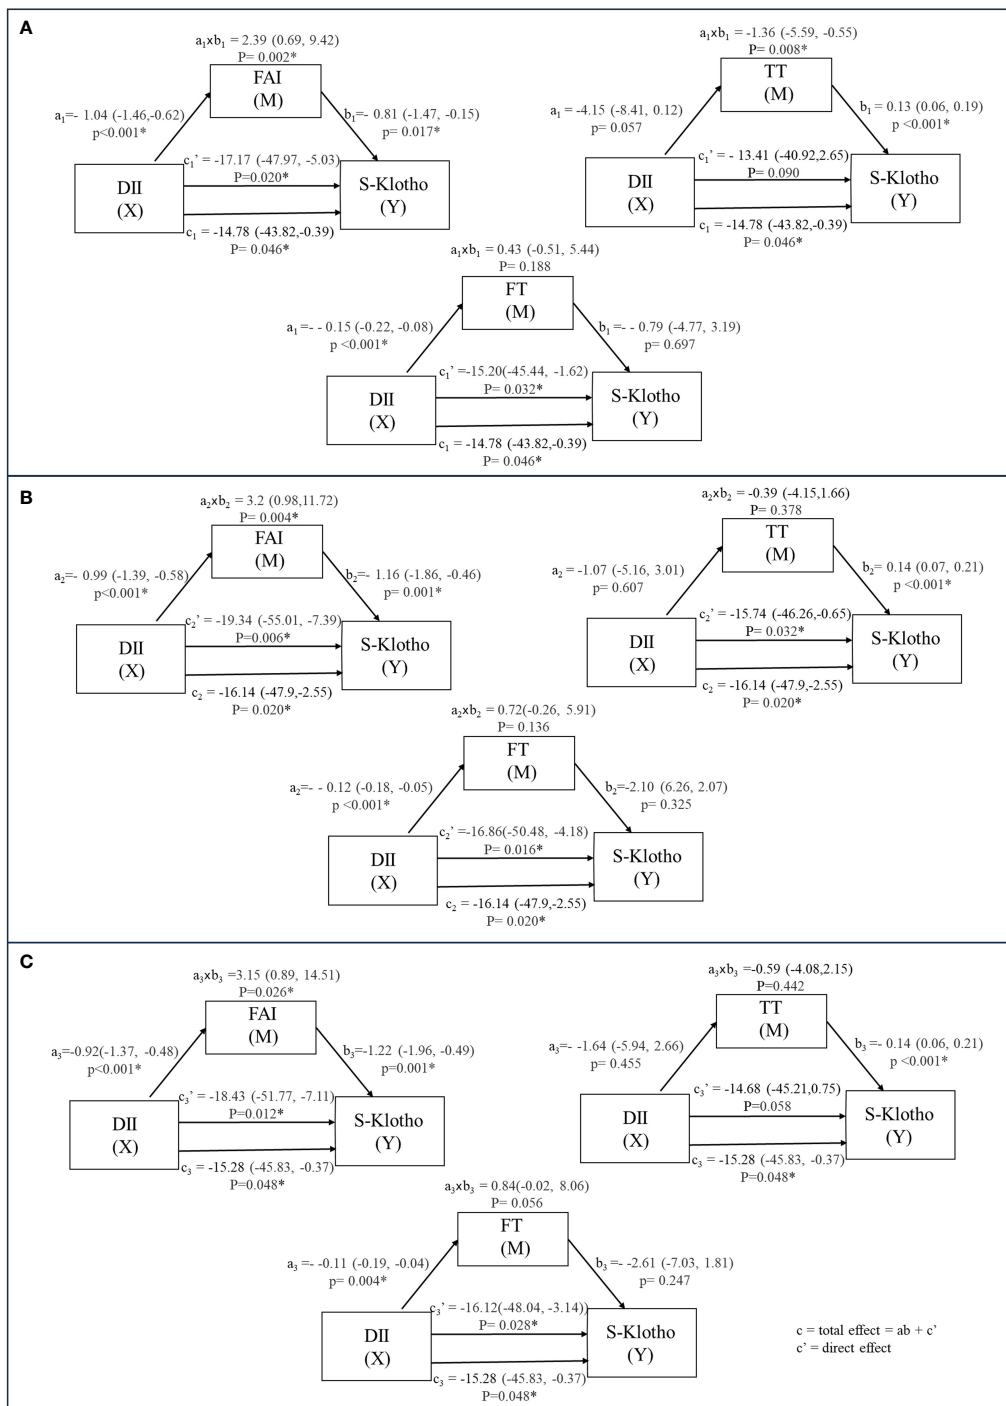 A
a₁xb₁ = 2.39 (0.69, 9.42)
P= 0.002*
FAI
(M)
a₁=- 1.04 (-1.46,-0.62)
p<0.001*
b₁=- 0.81 (-1.47, -0.15)
p= 0.017*
c₁' = -17.17 (-47.97, -5.03)
P=0.020*
DII
(X)
S-Klotho
(Y)
c₁ = -14.78 (-43.82,-0.39)
P= 0.046*
a₁xb₁ = -1.36 (-5.59, -0.55)
P= 0.008*
TT
(M)
a₁ = -4.15 (-8.41, 0.12)
p= 0.057
b₁ = 0.13 (0.06, 0.19)
p <0.001*
c₁' = - 13.41 (-40.92,2.65)
P= 0.090
DII
(X)
S-Klotho
(Y)
c₁ = -14.78 (-43.82,-0.39)
P= 0.046*
a₁xb₁ = 0.43 (-0.51, 5.44)
P= 0.188
FT
(M)
a₁ =- - 0.15 (-0.22, -0.08)
p <0.001*
b₁ =- - 0.79 (-4.77, 3.19)
p= 0.697
c₁' =-15.20(-45.44, -1.62)
P= 0.032*
DII
(X)
S-Klotho
(Y)
c₁ = -14.78 (-43.82,-0.39)
P= 0.046*
B
a₂xb₂ = 3.2 (0.98,11.72)
P= 0.004*
FAI
(M)
a₂=- 0.99 (-1.39, -0.58)
p<0.001*
b₂=- 1.16 (-1.86, -0.46)
p= 0.001*
c₂' = -19.34 (-55.01, -7.39)
P=0.006*
DII
(X)
S-Klotho
(Y)
c₂ = -16.14 (-47.9,-2.55)
P= 0.020*
a₂xb₂ = -0.39 (-4.15,1.66)
P= 0.378
TT
(M)
a₂ = -1.07 (-5.16, 3.01)
p= 0.607
b₂= 0.14 (0.07, 0.21)
p <0.001*
c₂' = -15.74 (-46.26,-0.65)
P= 0.032*
DII
(X)
S-Klotho
(Y)
c₂ = -16.14 (-47.9,-2.55)
P= 0.020*
a₂xb₂ = 0.72(-0.26, 5.91)
P= 0.136
FT
(M)
a₂=- - 0.12 (-0.18, -0.05)
p <0.001*
b₂=-2.10 (6.26, 2.07)
p= 0.325
c₂' =-16.86(-50.48, -4.18)
P= 0.016*
DII
(X)
S-Klotho
(Y)
c₂ = -16.14 (-47.9,-2.55)
P= 0.020*
C
a₃xb₃ =3.15 (0.89, 14.51)
P=0.026*
FAI
(M)
a₃=-0.92(-1.37, -0.48)
p<0.001*
b₃=-1.22 (-1.96, -0.49)
p=0.001*
c₃' = -18.43 (-51.77, -7.11)
P=0.012*
DII
(X)
S-Klotho
(Y)
c₃ = -15.28 (-45.83, -0.37)
P=0.048*
a₃xb₃ =-0.59 (-4.08,2.15)
P=0.442
TT
(M)
a₃=- -1.64 (-5.94, 2.66)
p= 0.455
b₃ =- 0.14 (0.06, 0.21)
p <0.001*
c₃' = -14.68 (-45.21,0.75)
P=0.058
DII
(X)
S-Klotho
(Y)
c₃ = -15.28 (-45.83, -0.37)
P=0.048*
a₃xb₃ = 0.84(-0.02, 8.06)
P= 0.056
FT
(M)
a₃ =- -0.11 (-0.19, -0.04)
p= 0.004*
b₃ =- -2.61 (-7.03, 1.81)
p= 0.247
c₃' = -16.12(-48.04, -3.14))
P= 0.028*
DII
(X)
S-Klotho
(Y)
c₃ = -15.28 (-45.83, -0.37)
P=0.048*
c = total effect = ab + c'
c' = direct effect